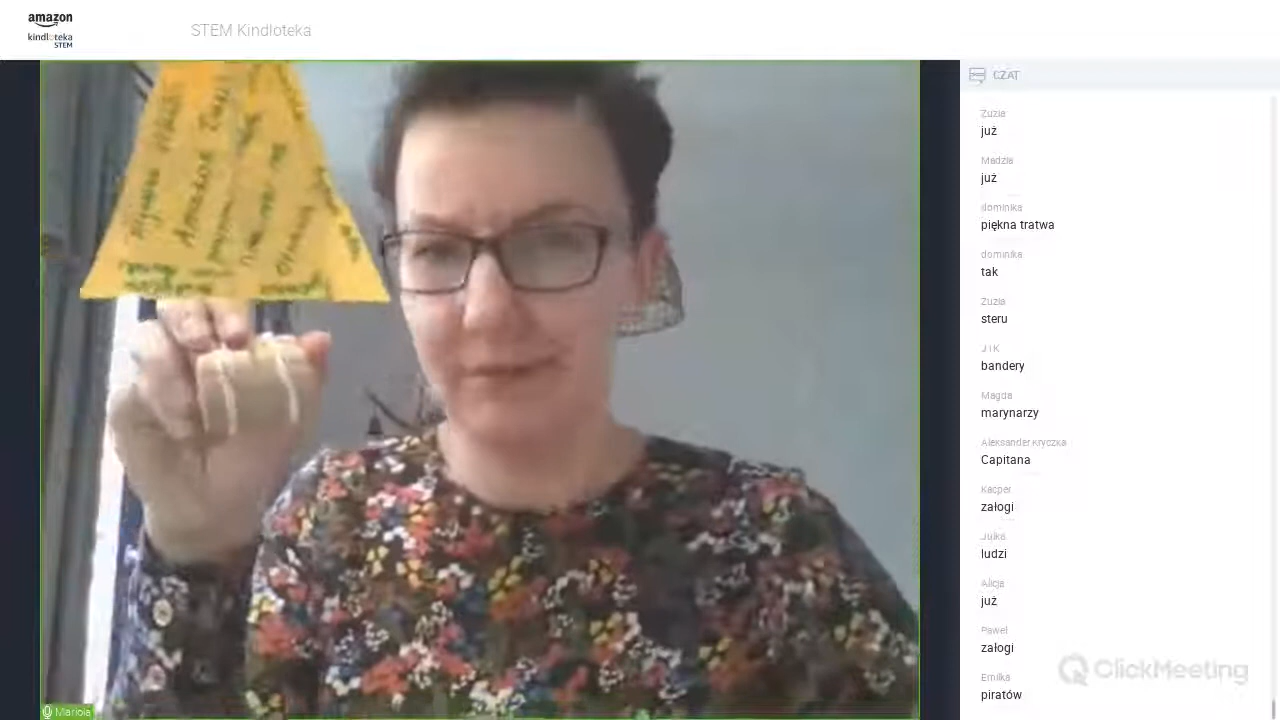 amazon
kindloteka
STEM
STEM Kindloteka
CZAT
Zuzia
już
Madzia
już
dominika
piękna tratwa
dominika
tak
Zuzia
steru
J i K
bandery
Magda
marynarzy
Aleksander Kryczka
Capitana
Kacper
załogi
Julka
ludzi
Alicja
już
Paweł
załogi
Emilka
piratów
ClickMeeting
Mariola
Amazon